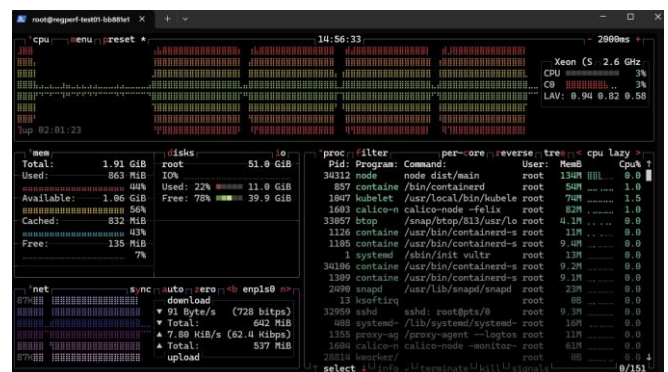 root@regperf-test01-bb881e1
cpu menu preset * 14:56:33 - 2000ms +
Xeon (S 2.6 GHz
CPU 3%
C0 3%
LAV: 0.94 0.82 0.58
up 02:01:23
mem disks io
Total: 1.91 GiB root 51.0 GiB
Used: 863 MiB IO%
44% Used: 22% 11.0 GiB
Available: 1.06 GiB Free: 78% 39.9 GiB
56%
Cached: 832 MiB
43%
Free: 135 MiB
7%
net sync auto zero <b enp1s0 n>
87K download
▼ 91 Byte/s (728 bitps)
▼ Total: 642 MiB
▲ 7.80 KiB/s (62.4 Kibps)
▲ Total: 537 MiB
87K upload
proc filter per-core reverse tree < cpu lazy >
Pid: Program: Command: User: MemB Cpu% ↑
34312 node node dist/main root 134M 0.0
857 containe /bin/containerd root 54M 1.0
1047 kubelet /usr/local/bin/kubele root 74M 1.5
1603 calico-n calico-node -felix root 82M 1.0
33057 btop /snap/btop/813/usr/lo root 4.1M 0.5
1126 containe /usr/bin/containerd-s root 11M 0.0
1105 containe /usr/bin/containerd-s root 9.4M 0.0
1 systemd /sbin/init vultr root 13M 0.0
34106 containe /usr/bin/containerd-s root 9.2M 0.0
1309 containe /usr/bin/containerd-s root 9.1M 0.0
2490 snapd /usr/lib/snapd/snapd root 23M 0.0
13 ksoftirq root 0B 0.0
32959 sshd sshd: root@pts/0 root 9.3M 0.0
408 systemd- /lib/systemd/systemd- root 16M 0.0
1355 proxy-ag /proxy-agent --logtos root 11M 0.0
1604 calico-n calico-node -monitor- root 61M 0.0
28814 kworker/ root 0B 0.0 ↓
↑ select ↓ info terminate kill signals 0/151